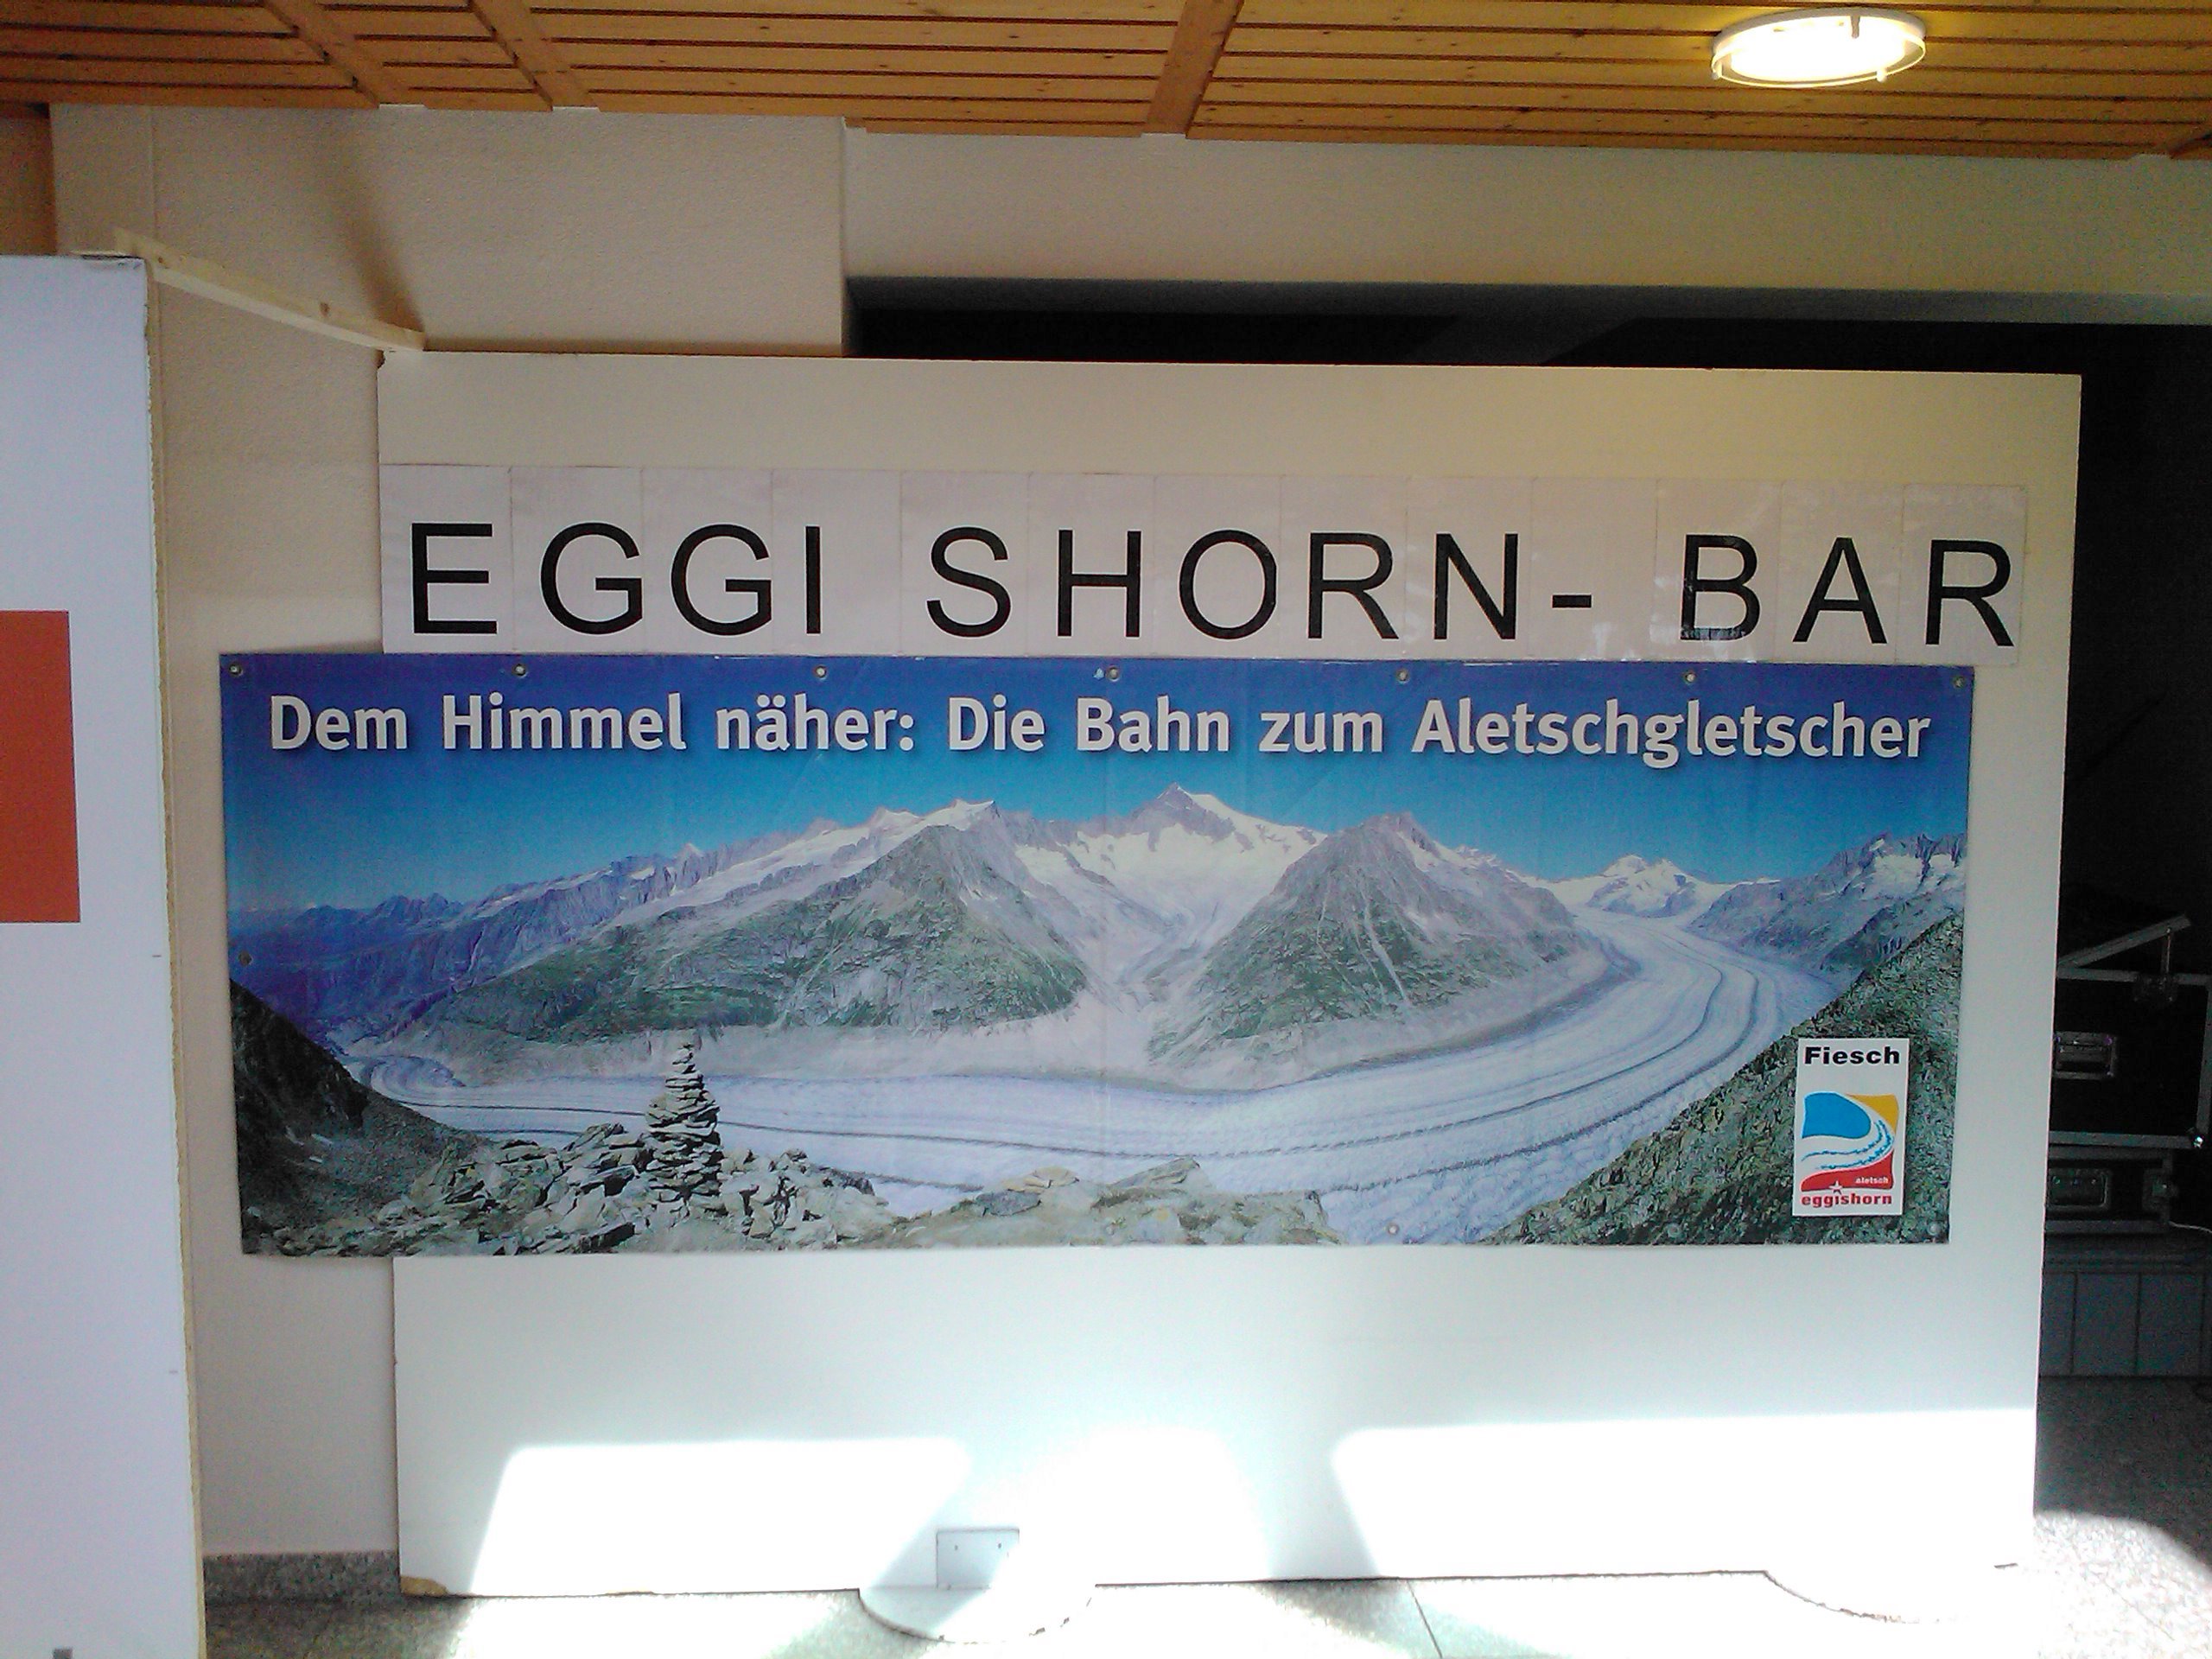 EGGI SHORN- BAR
Dem Himmel näher: Die Bahn zum Aletschgletscher
Fiesch
aletsch
eggishorn